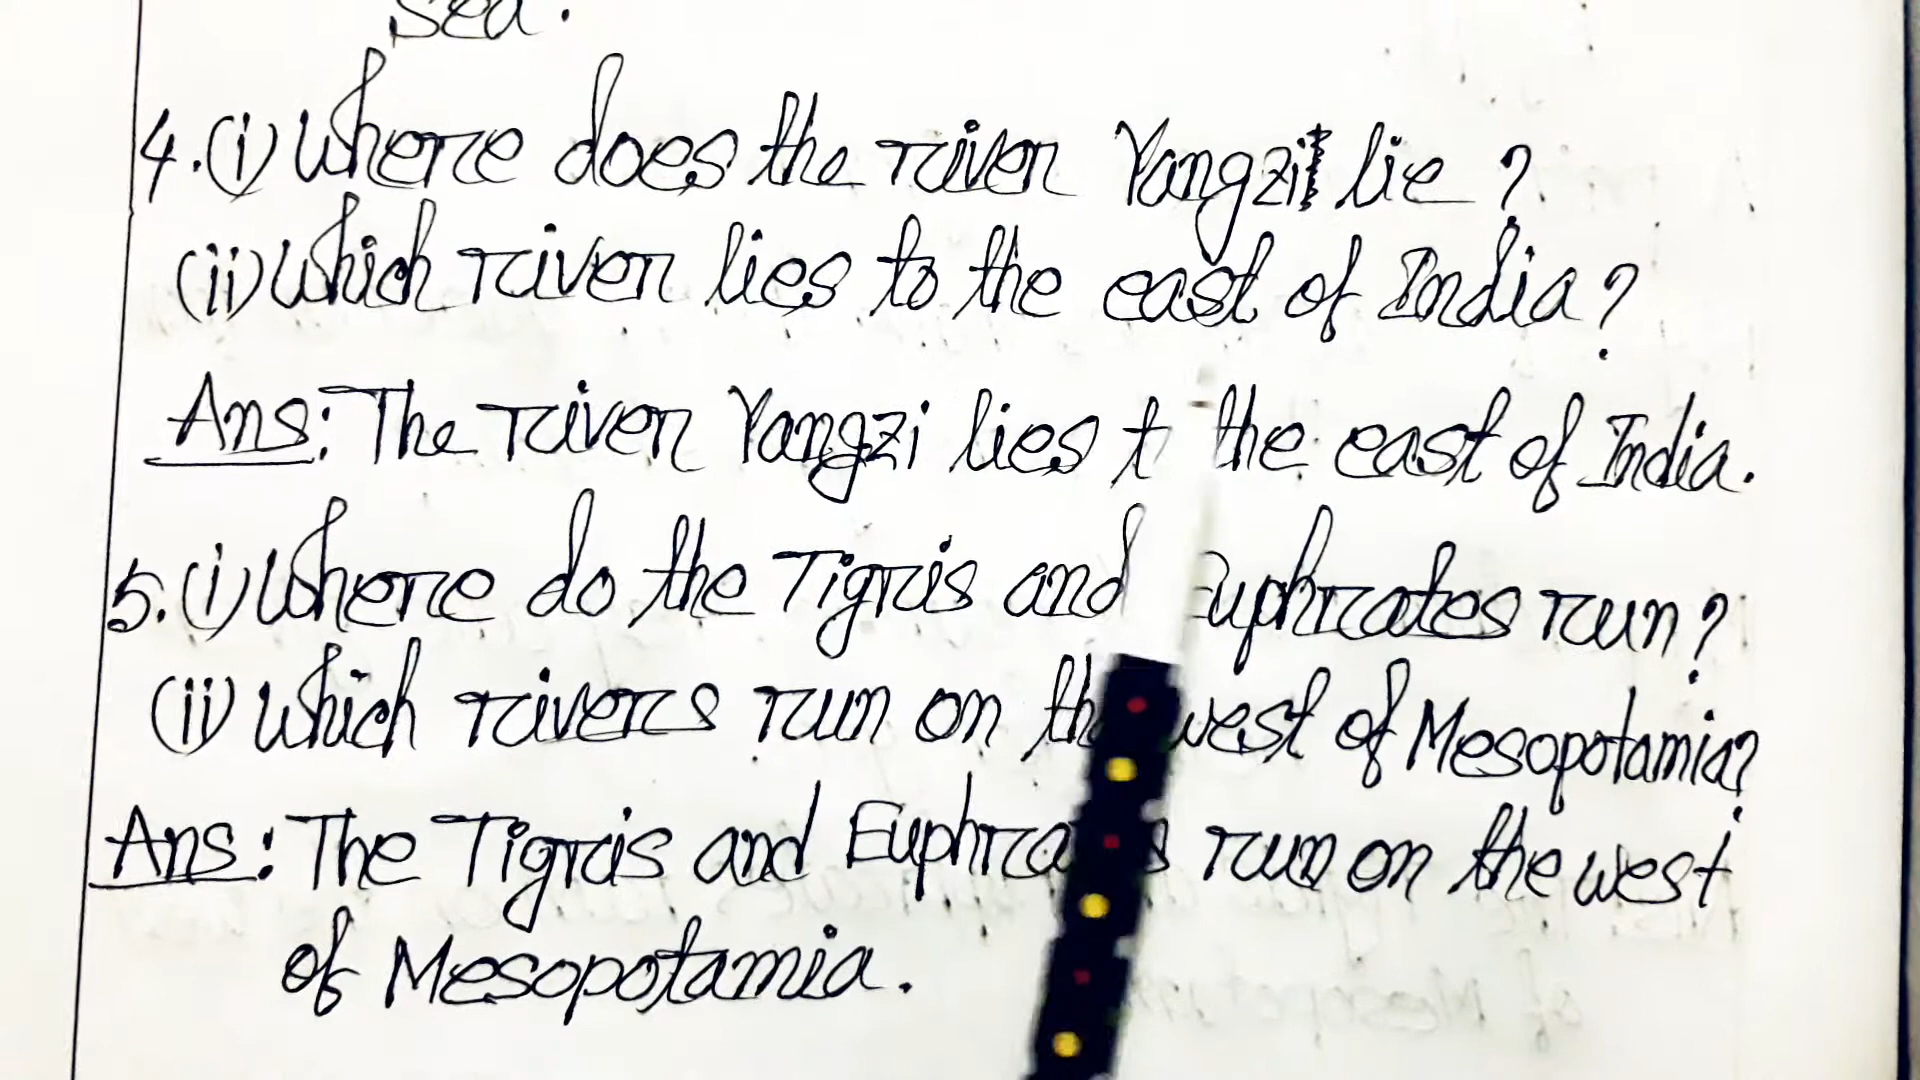 sea.
4. (i) Where does the river Yangzi lie ?
(ii) Which river lies to the east of India ?
Ans: The river Yangzi lies t the east of India.
5. (i) Where do the Tigris and Euphrates run ?
(ii) Which rivers run on the west of Mesopotamia?
Ans: The Tigris and Euphrates run on the west
of Mesopotamia.